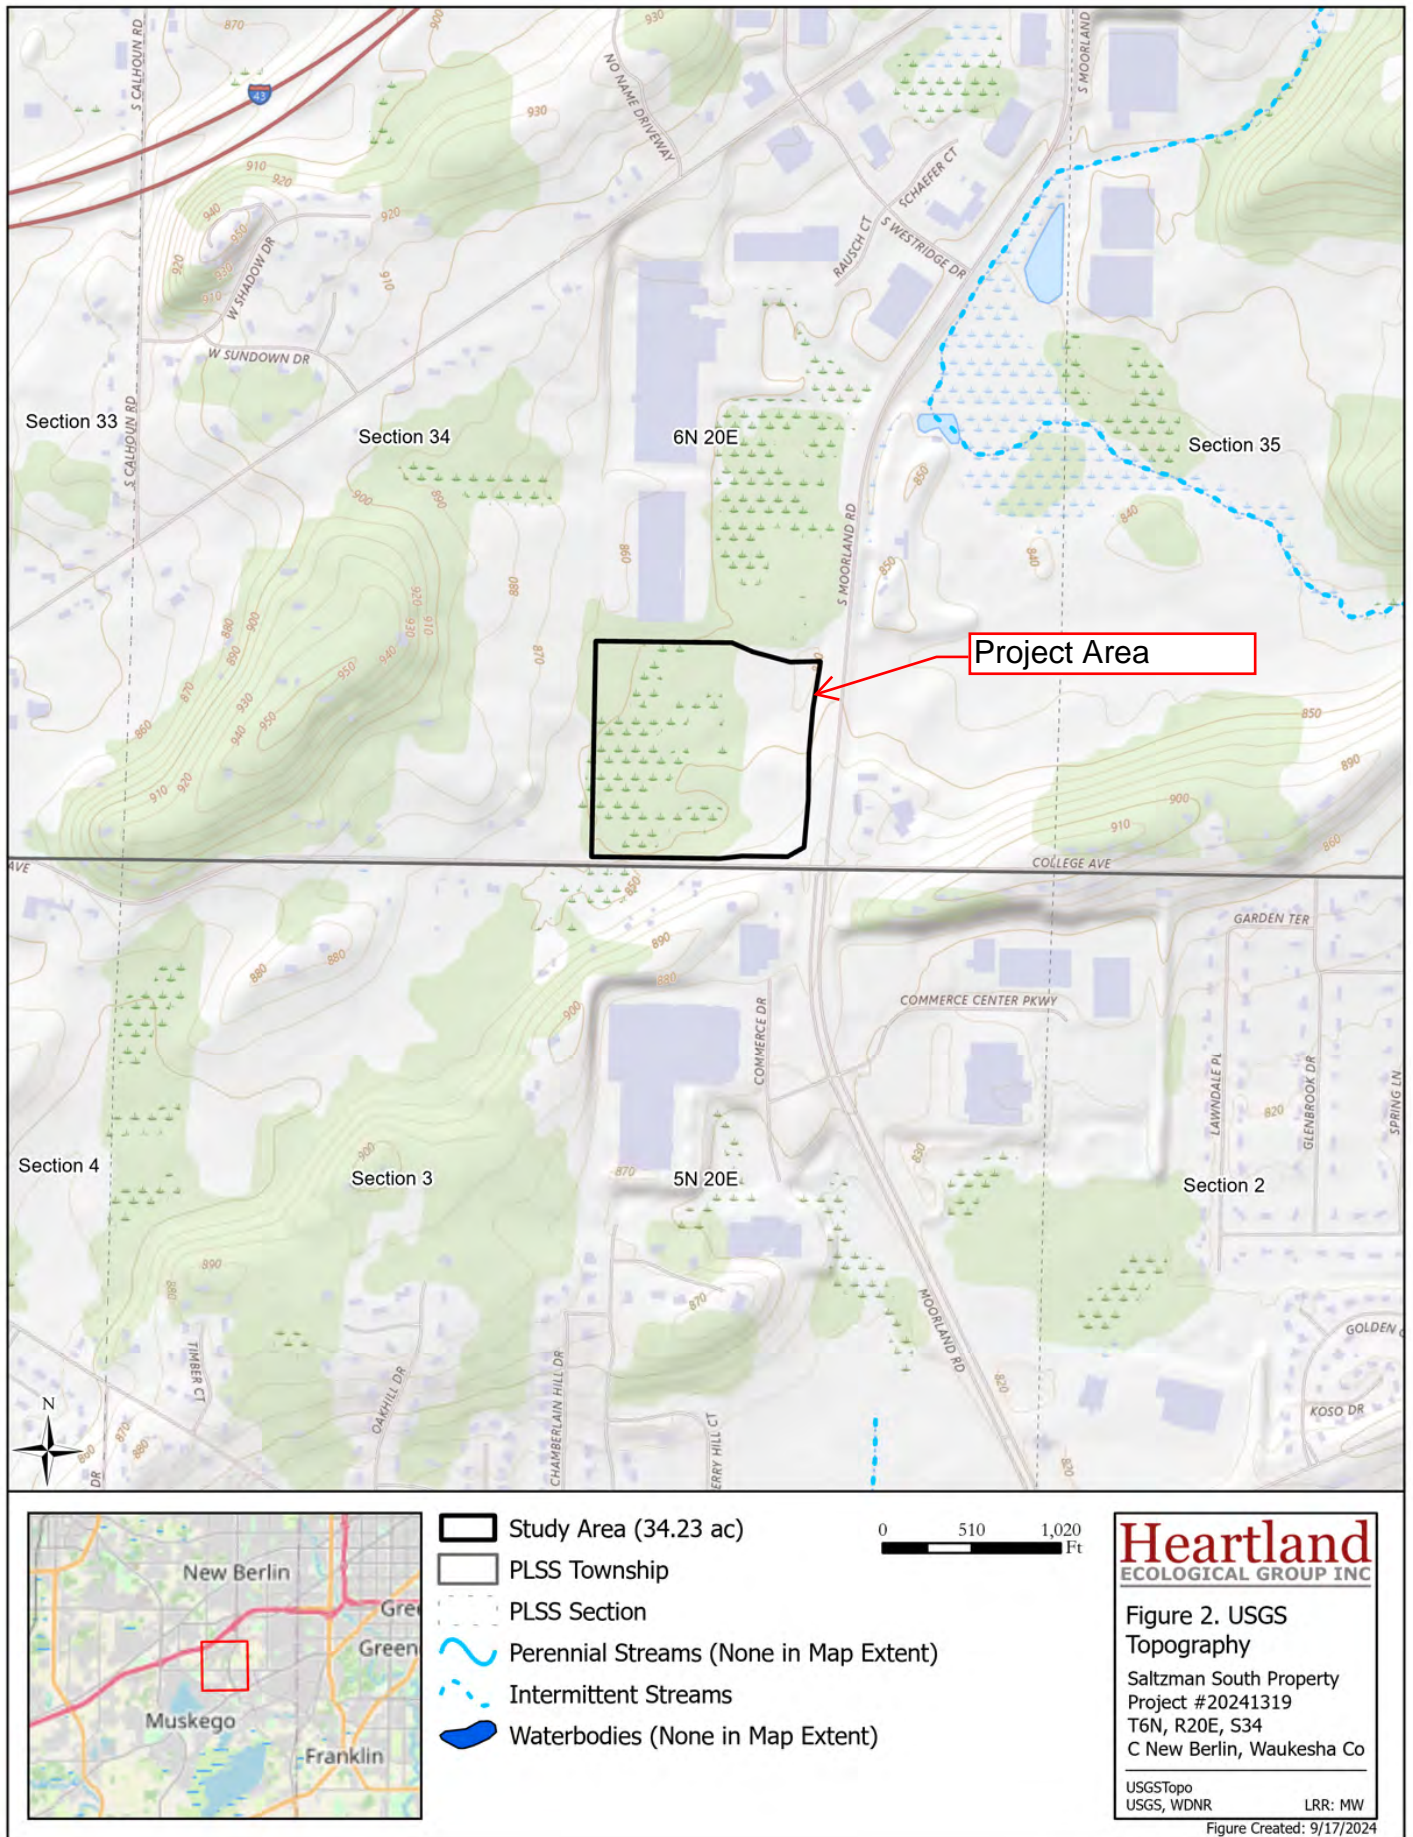 S CALHOUN RD
870
900
930
S MOORLAND
43
NO NAME DRIVEWAY
930
910
920
SCHAEFER CT
940
950
920
920
930
910
W SHADOW DR
910
RAUSCH CT
S WESTRIDGE DR
W SUNDOWN DR
Section 33
S CALHOUN RD
Section 34
6N 20E
Section 35
900
890
850
840
860
S MOORLAND RD
850
840
880
920
910
930
880
900
890
940
870
950
870
Project Area
930
950
940
860
850
890
910
920
900
910
860
AVE
COLLEGE AVE
850
GARDEN TER
890
880
880
880
900
COMMERCE DR
COMMERCE CENTER PKWY
LAWNDALE PL
GLENBROOK DR
820
SPRING LN
900
830
Section 4
Section 3
870
5N 20E
Section 2
890
880
870
MOORLAND RD
TIMBER CT
OAKHILL DR
CHAMBERLAIN HILL DR
ERRY HILL CT
GOLDEN
820
KOSO DR
N
860
870
880
DR
820
New Berlin
Gree
Green
Muskego
Franklin
Study Area (34.23 ac)
PLSS Township
PLSS Section
Perennial Streams (None in Map Extent)
Intermittent Streams
Waterbodies (None in Map Extent)
0 510 1,020
Ft
Heartland
ECOLOGICAL GROUP INC
Figure 2. USGS
Topography
Saltzman South Property
Project #20241319
T6N, R20E, S34
C New Berlin, Waukesha Co
USGSTopo
USGS, WDNR LRR: MW
Figure Created: 9/17/2024